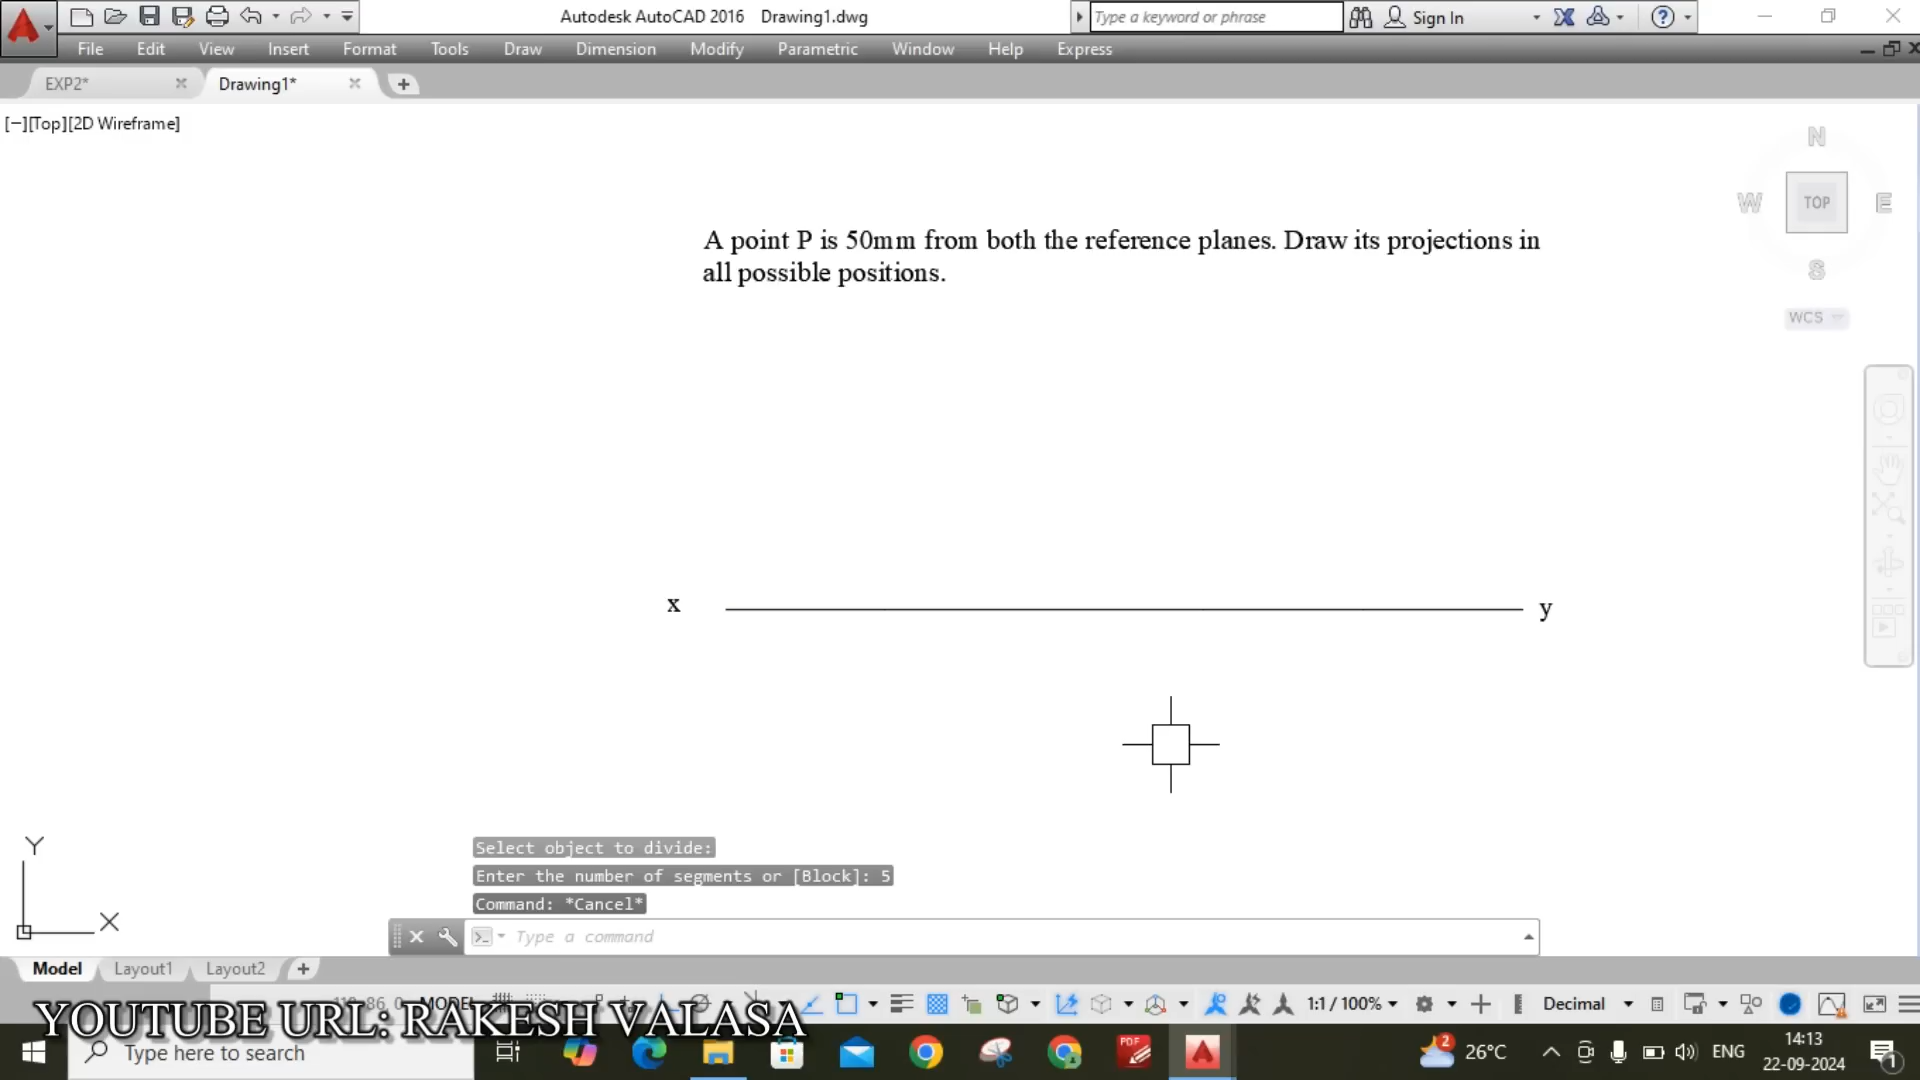 Autodesk AutoCAD 2016 Drawing1.dwg
Type a keyword or phrase
Sign In
File Edit View Insert Format Tools Draw Dimension Modify Parametric Window Help Express
EXP2* Drawing1*
[−][Top][2D Wireframe]
N
W TOP E
S
WCS
A point P is 50mm from both the reference planes. Draw its projections in
all possible positions.
x y
Y
X
Select object to divide:
Enter the number of segments or [Block]: 5
Command: *Cancel*
Type a command
Model Layout1 Layout2
MODEL 1:1 / 100% Decimal
YOUTUBE URL: RAKESH VALASA
Type here to search
PDF
2
26°C
ENG
14:13
22-09-2024
1